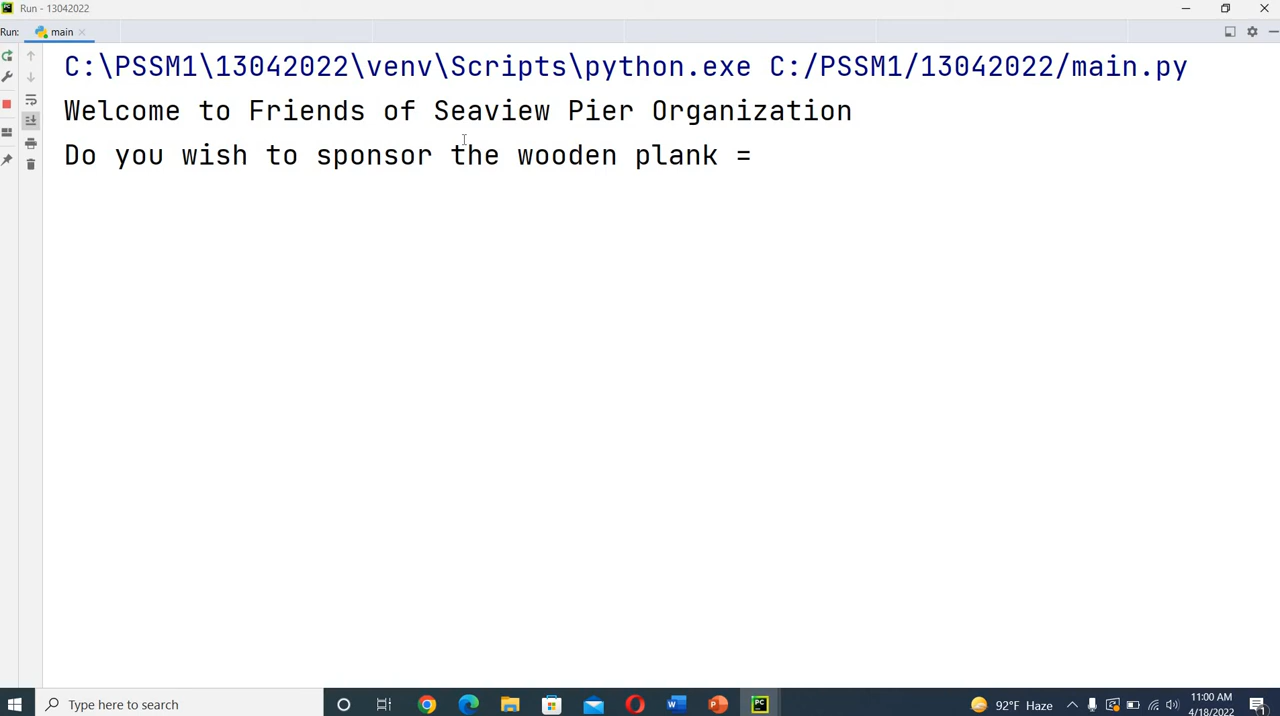 Run - 13042022
Run: main
C:\PSSM1\13042022\venv\Scripts\python.exe C:/PSSM1/13042022/main.py
Welcome to Friends of Seaview Pier Organization
Do you wish to sponsor the wooden plank =
Type here to search
92°F Haze
11:00 AM
4/18/2022
1